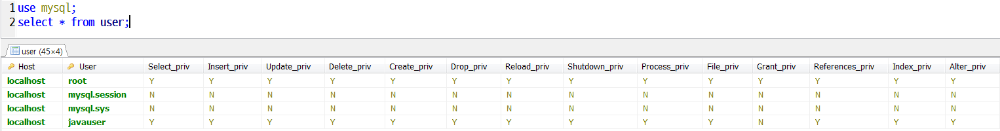 1 use mysql;
2 select * from user;
user (45×4)
Host User Select_priv Insert_priv Update_priv Delete_priv Create_priv Drop_priv Reload_priv Shutdown_priv Process_priv File_priv Grant_priv References_priv Index_priv Alter_priv
localhost root Y Y Y Y Y Y Y Y Y Y Y Y Y Y
localhost mysql.session N N N N N N N N N N N N N N
localhost mysql.sys N N N N N N N N N N N N N N
localhost javauser Y Y Y Y Y Y Y Y Y Y N Y Y Y